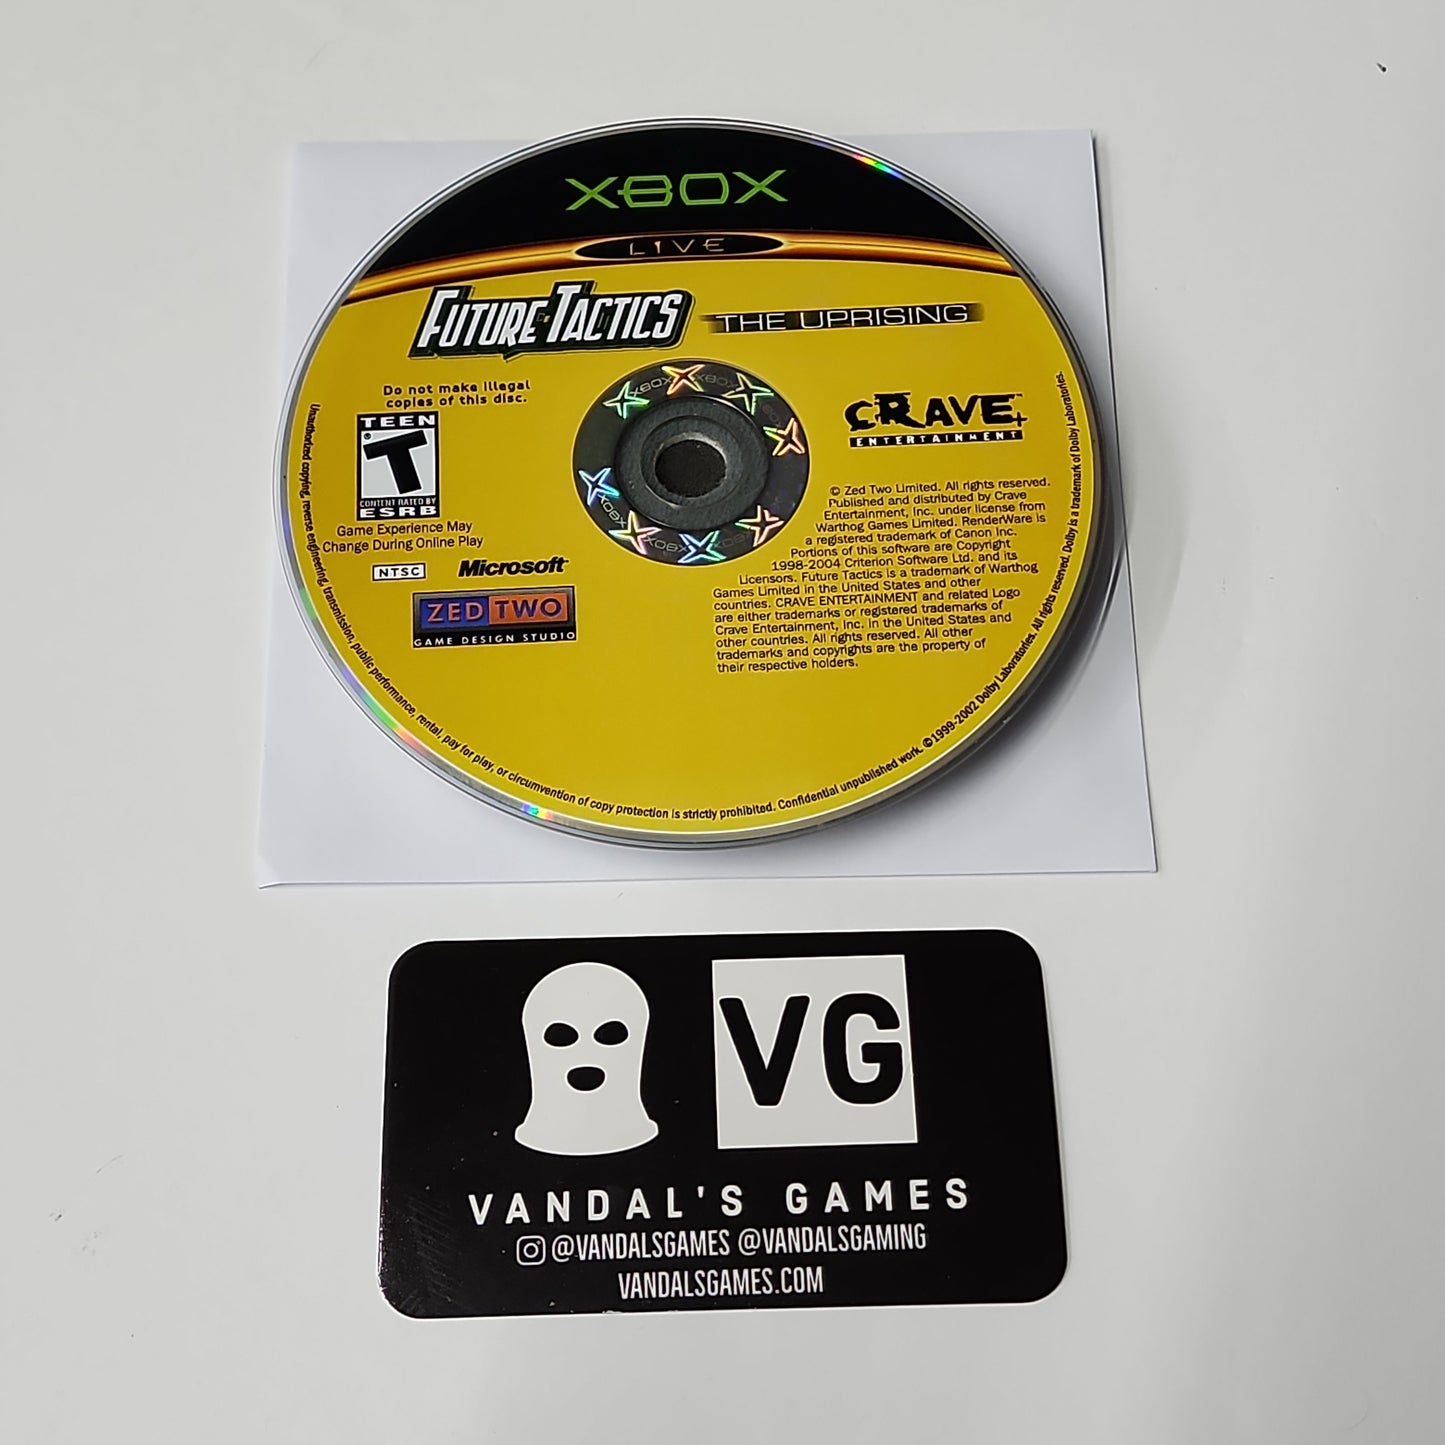 XBOX
LIVE
FUTURE TACTICS
THE UPRISING
Do not make illegal
copies of this disc.
TEEN
T
®
CONTENT RATED BY
ESRB
Game Experience May
Change During Online Play
NTSC
Microsoft
ZED TWO
GAME DESIGN STUDIO
CRAVE
ENTERTAINMENT
© Zed Two Limited. All rights reserved.
Published and distributed by Crave
Entertainment, Inc. under license from
Warthog Games Limited. RenderWare is
a registered trademark of Canon Inc.
Portions of this software are Copyright
1998-2004 Criterion Software Ltd. and its
Licensors. Future Tactics is a trademark of Warthog
Games Limited in the United States and other
countries. CRAVE ENTERTAINMENT and related Logo
are either trademarks or registered trademarks of
Crave Entertainment, Inc. in the United States and
other countries. All rights reserved. All other
trademarks and copyrights are the property of
their respective holders.
Unauthorized copying, reverse engineering, transmission, public performance, rental, pay for play, or circumvention of copy protection is strictly prohibited. Confidential unpublished work. ©1999-2002 Dolby Laboratories. All rights reserved. Dolby is a trademark of Dolby Laboratories.
XBOX XBOX
XBOX XBOX
VG
VANDAL'S GAMES
@VANDALSGAMES @VANDALSGAMING
VANDALSGAMES.COM